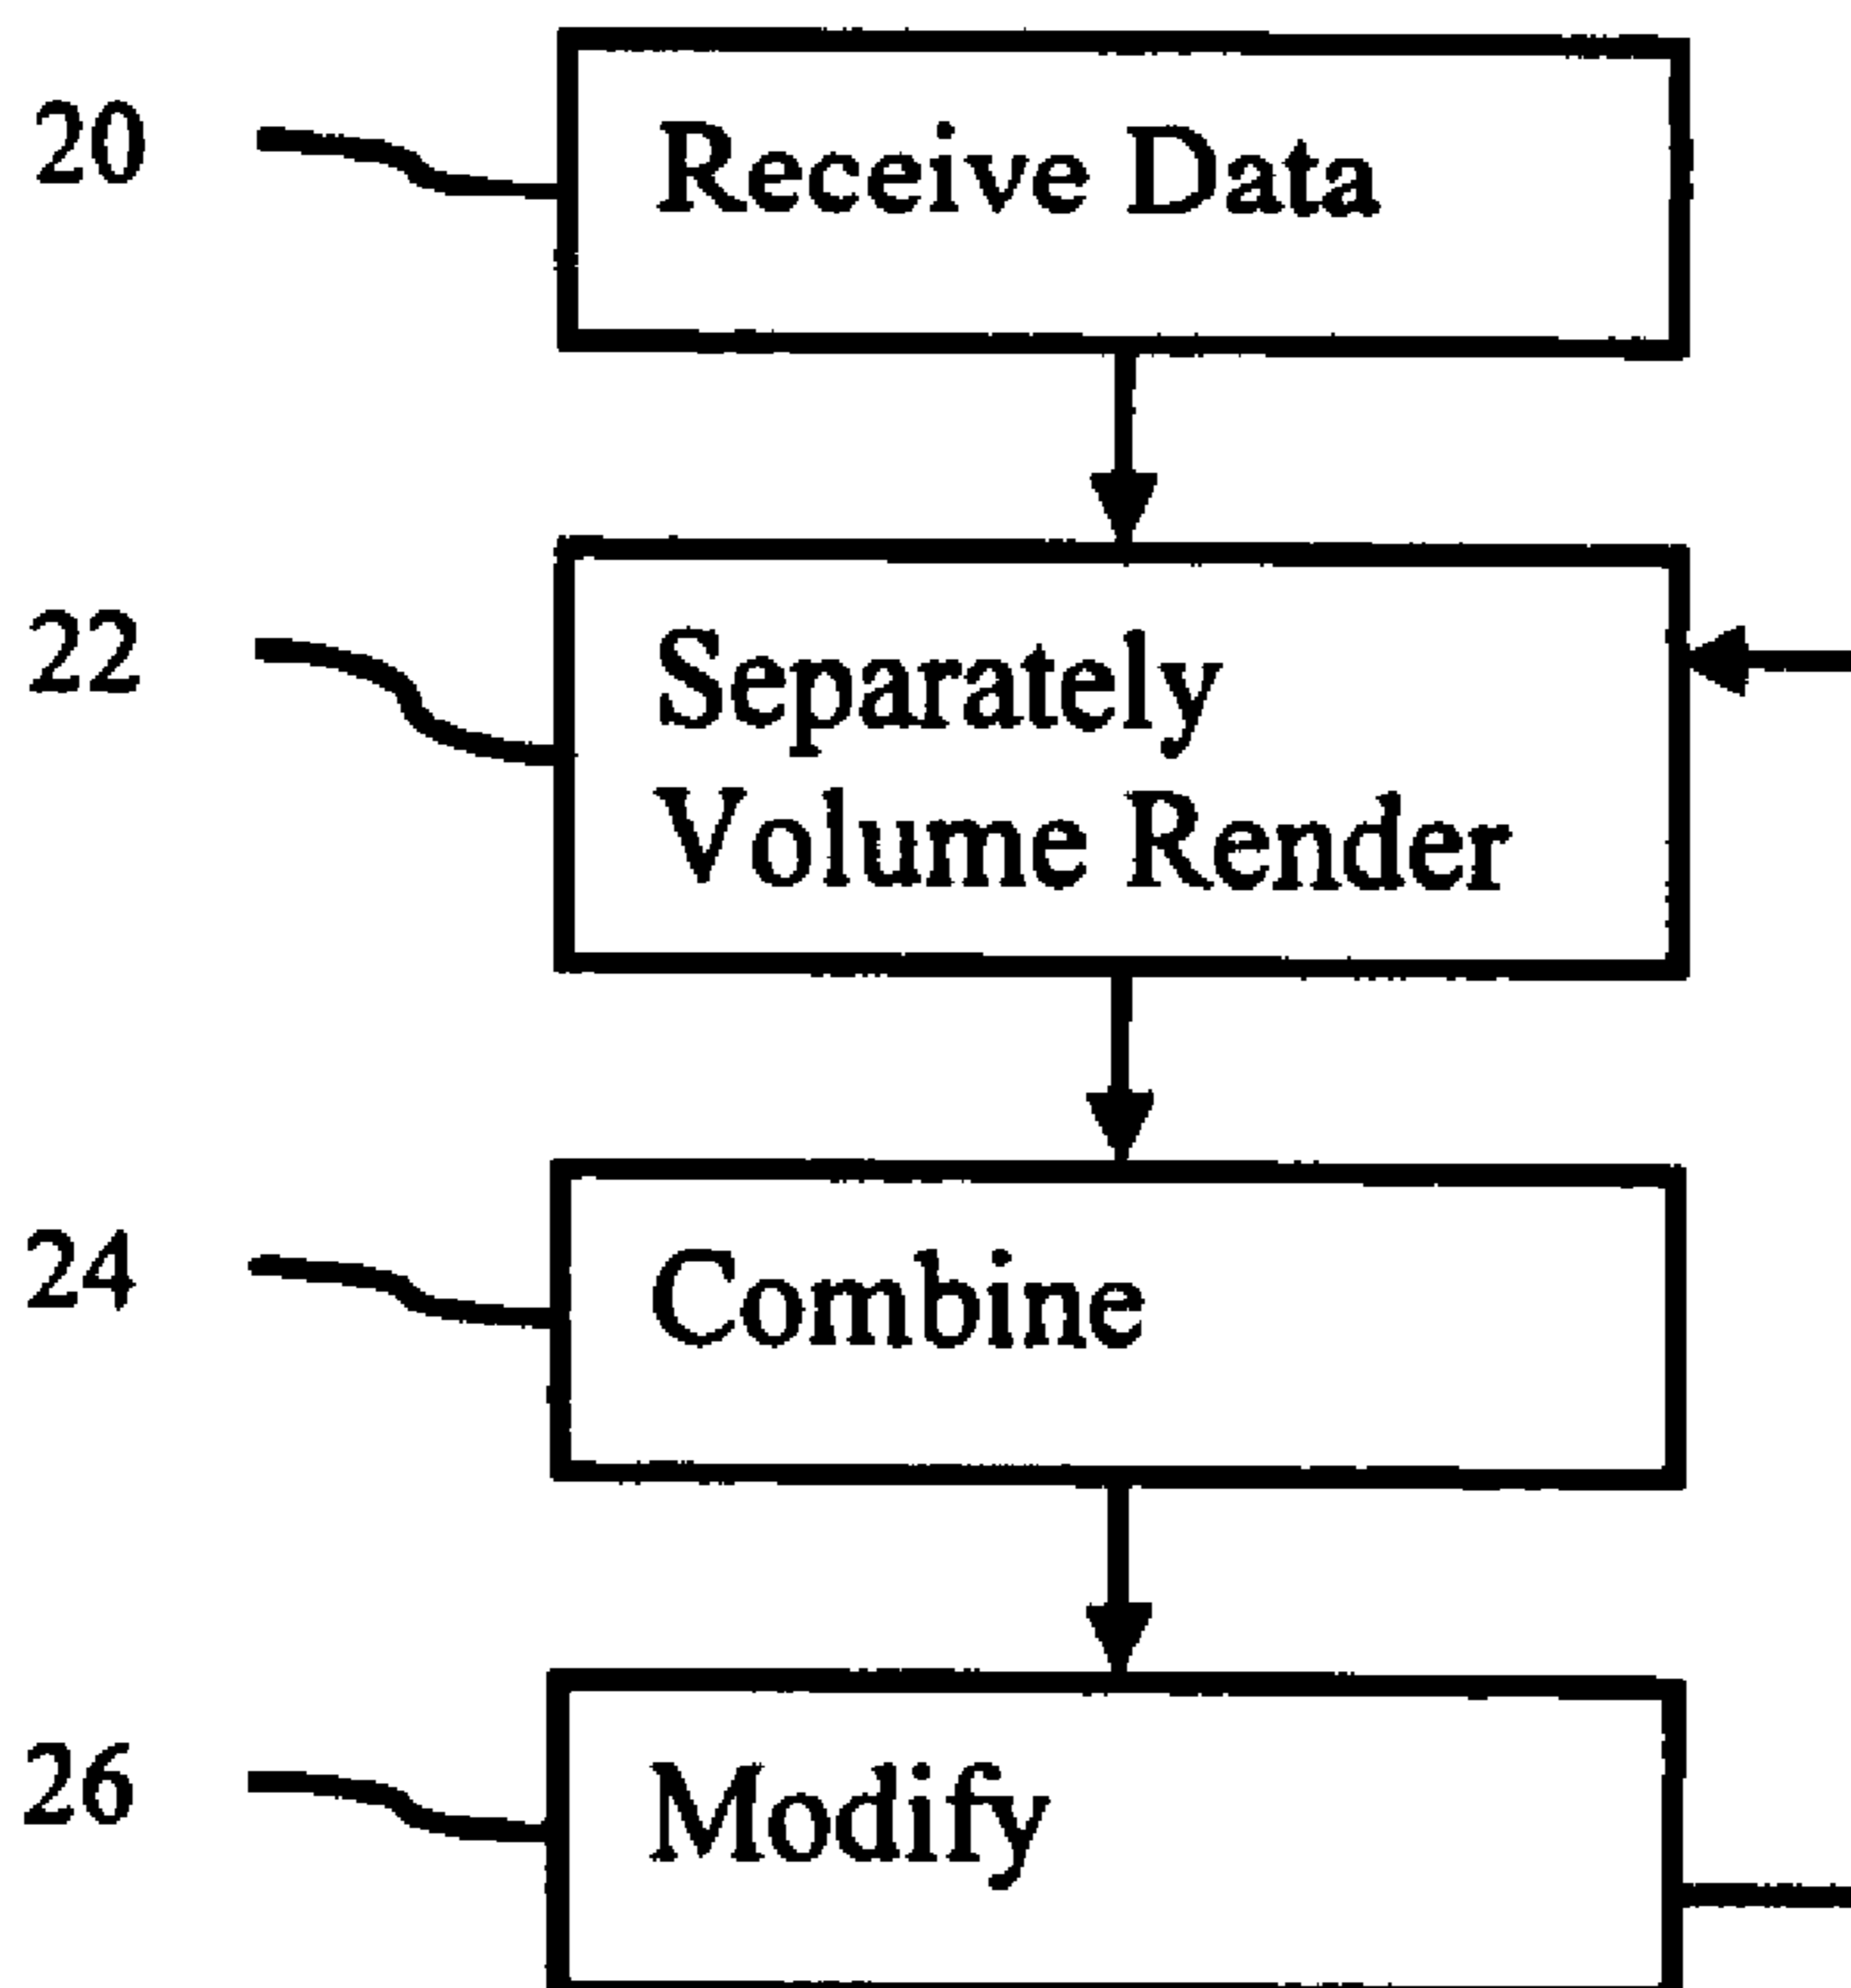 20
Receive Data
22
Separately
Volume Render
24
Combine
26
Modify